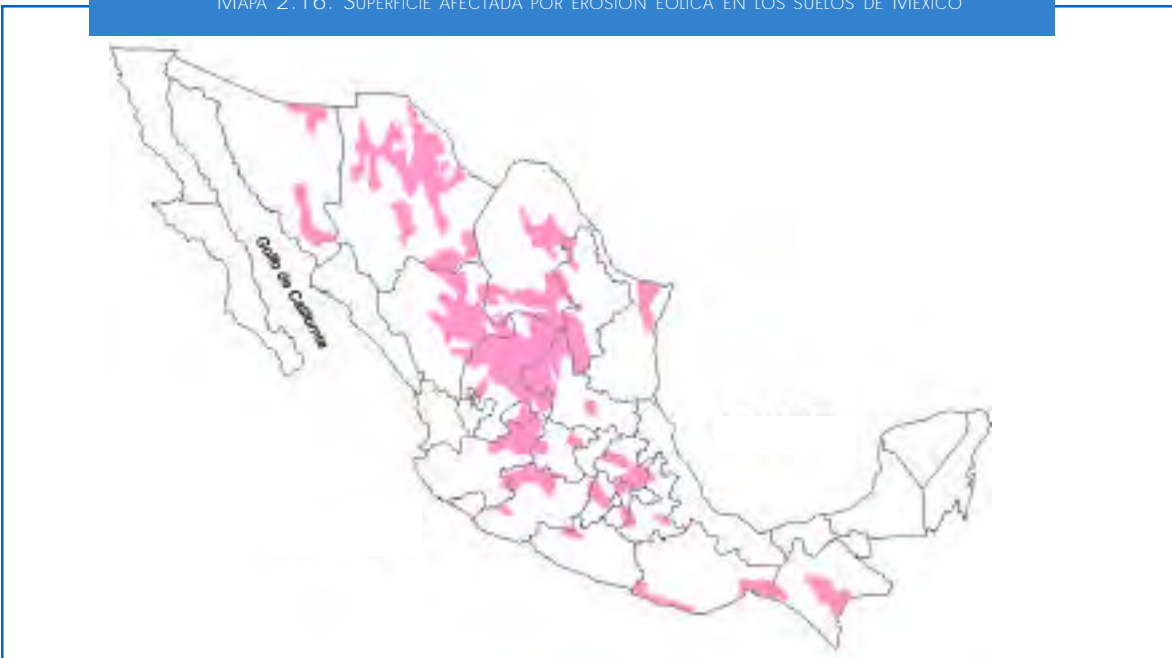 MAPA 2.16. SUPERFICIE AFECTADA POR EROSIÓN EÓLICA EN LOS SUELOS DE MÉXICO
Golfo de California